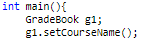 int main(){
    GradeBook g1;
    g1.setCourseName();